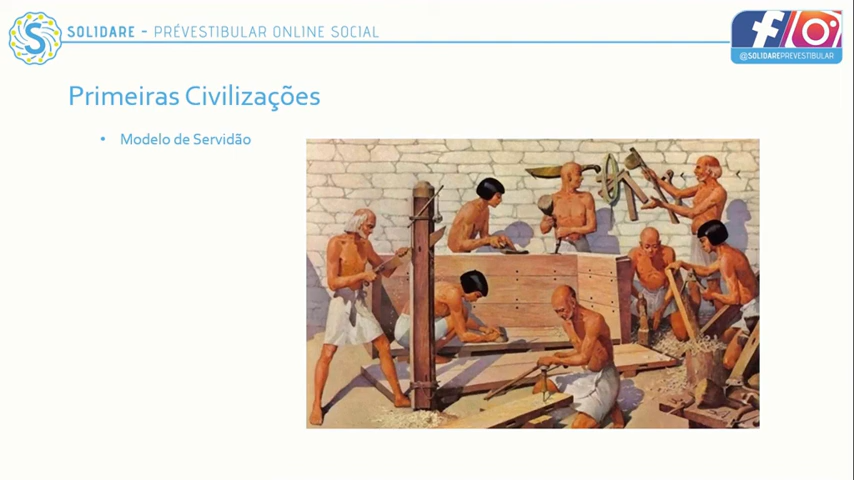 SOLIDARE - PRÉVESTIBULAR ONLINE SOCIAL
@SOLIDAREPREVESTIBULAR
Primeiras Civilizações
• Modelo de Servidão